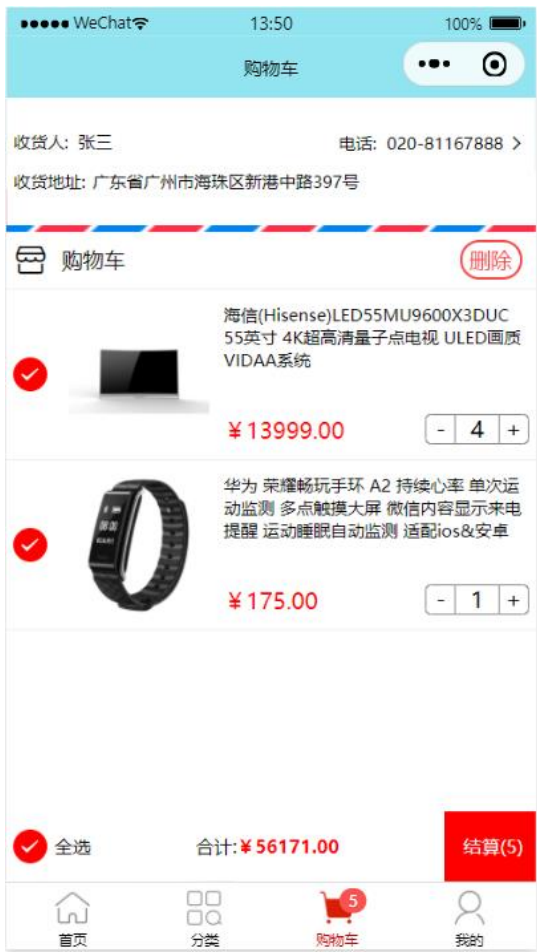 WeChat 13:50 100%
购物车
收货人: 张三 电话: 020-81167888
收货地址: 广东省广州市海珠区新港中路397号
购物车 删除
海信(Hisense)LED55MU9600X3DUC
55英寸 4K超高清量子点电视 ULED画质
VIDAA系统
¥13999.00 - 4 +
华为 荣耀畅玩手环 A2 持续心率 单次运
动监测 多点触摸大屏 微信内容显示来电
提醒 运动睡眠自动监测 适配ios&安卓
08:00
¥175.00 - 1 +
全选 合计:¥56171.00 结算(5)
5
首页 分类 购物车 我的